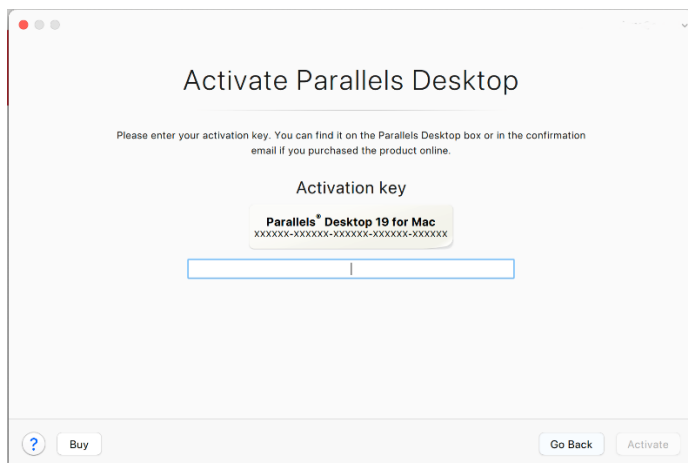 Activate Parallels Desktop
Please enter your activation key. You can find it on the Parallels Desktop box or in the confirmation
email if you purchased the product online.
Activation key
Parallels® Desktop 19 for Mac
XXXXXX-XXXXXX-XXXXXX-XXXXXX-XXXXXX
? Buy Go Back Activate